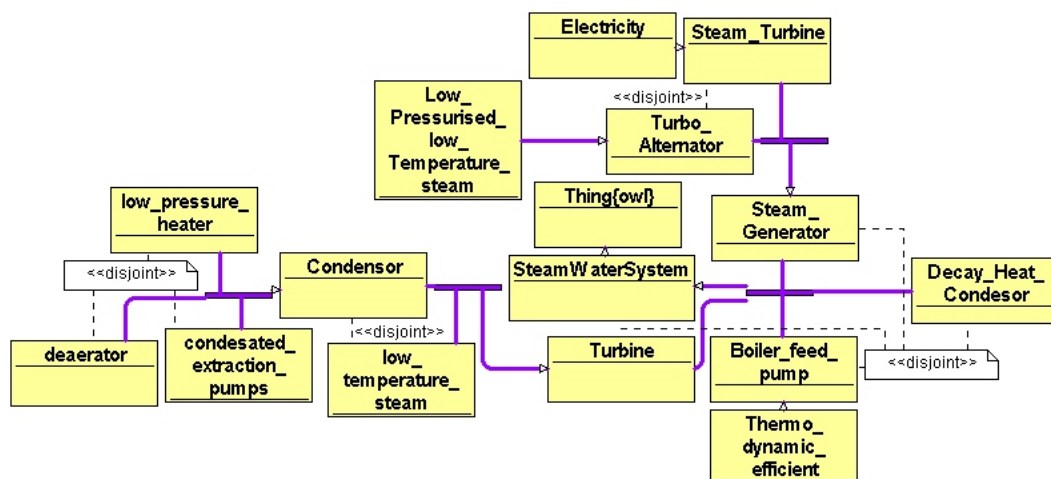 Electricity
Steam_Turbine
Low_
Pressurised_
low_
Temperature_
steam
<<disjoint>>
Turbo_
Alternator
low_pressure_
heater
Thing{owl}
Steam_
Generator
<<disjoint>>
Condensor
SteamWaterSystem
Decay_Heat_
Condesor
deaerator
condesated_
extraction_
pumps
<<disjoint>>
low_
temperature_
steam
Turbine
Boiler_feed_
pump
<<disjoint>>
Thermo_
dynamic_
efficient